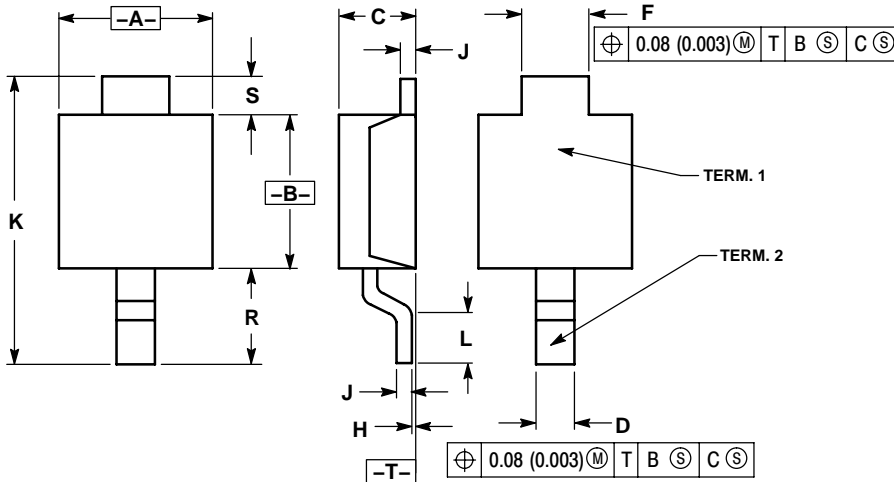 –A–
C
F
J
⌖ 0.08 (0.003) Ⓜ T B Ⓢ C Ⓢ
S
K
–B–
TERM. 1
TERM. 2
R
L
J
H
D
–T–
⌖ 0.08 (0.003) Ⓜ T B Ⓢ C Ⓢ